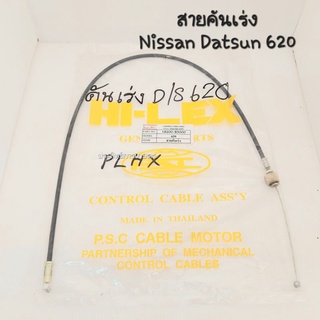 สายคันเร่ง
Nissan Datsun 620
คันเร่ง D/S 620
HI-LEX
PLHX
CONTROL CABLE ASS'Y
MADE IN THAILAND
P.S.C CABLE MOTOR
PARTNERSHIP OF MECHANICAL
CONTROL CABLES